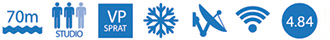 70m
STUDIO
VP
SPRAT
4.84